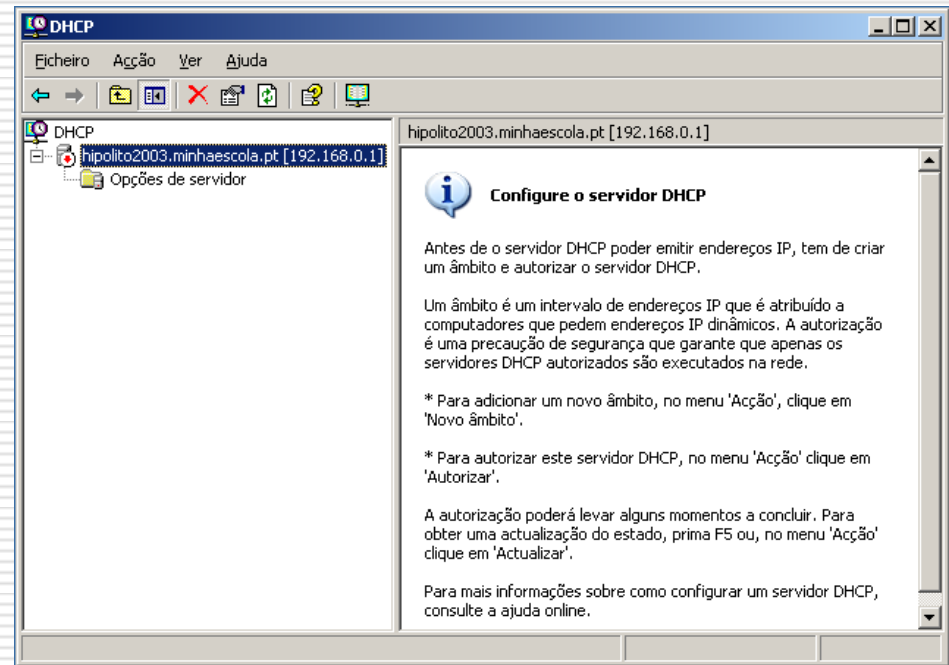 DHCP
Ficheiro Acção Ver Ajuda
DHCP
hipolito2003.minhaescola.pt [192.168.0.1]
Opções de servidor
hipolito2003.minhaescola.pt [192.168.0.1]
Configure o servidor DHCP
Antes de o servidor DHCP poder emitir endereços IP, tem de criar
um âmbito e autorizar o servidor DHCP.
Um âmbito é um intervalo de endereços IP que é atribuído a
computadores que pedem endereços IP dinâmicos. A autorização
é uma precaução de segurança que garante que apenas os
servidores DHCP autorizados são executados na rede.
* Para adicionar um novo âmbito, no menu 'Acção', clique em
'Novo âmbito'.
* Para autorizar este servidor DHCP, no menu 'Acção' clique em
'Autorizar'.
A autorização poderá levar alguns momentos a concluir. Para
obter uma actualização do estado, prima F5 ou, no menu 'Acção'
clique em 'Actualizar'.
Para mais informações sobre como configurar um servidor DHCP,
consulte a ajuda online.